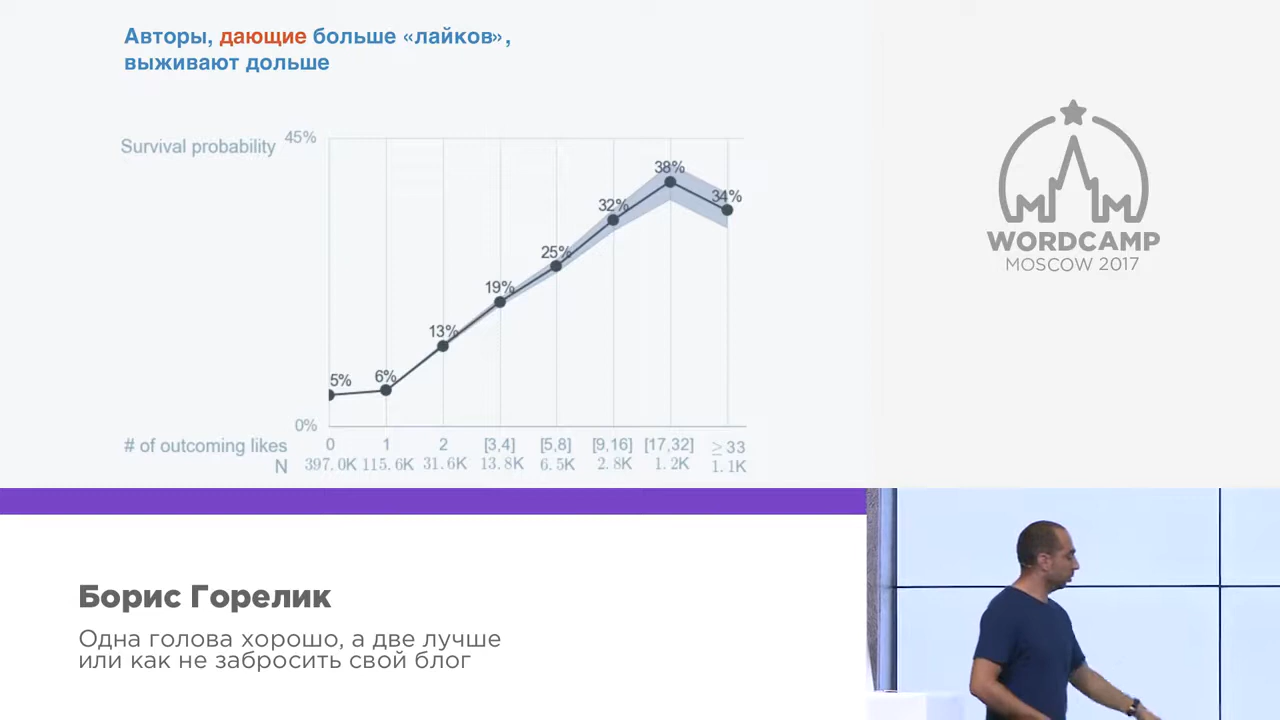 Авторы, дающие больше «лайков»,
выживают дольше
Survival probability
45%
38%
34%
32%
25%
19%
13%
5%
6%
0%
# of outcoming likes 0 1 2 [3,4] [5,8] [9,16] [17,32] ≥ 33
N 397.0K 115.6K 31.6K 13.8K 6.5K 2.8K 1.2K 1.1K
WORDCAMP
MOSCOW 2017
Борис Горелик
Одна голова хорошо, а две лучше
или как не забросить свой блог